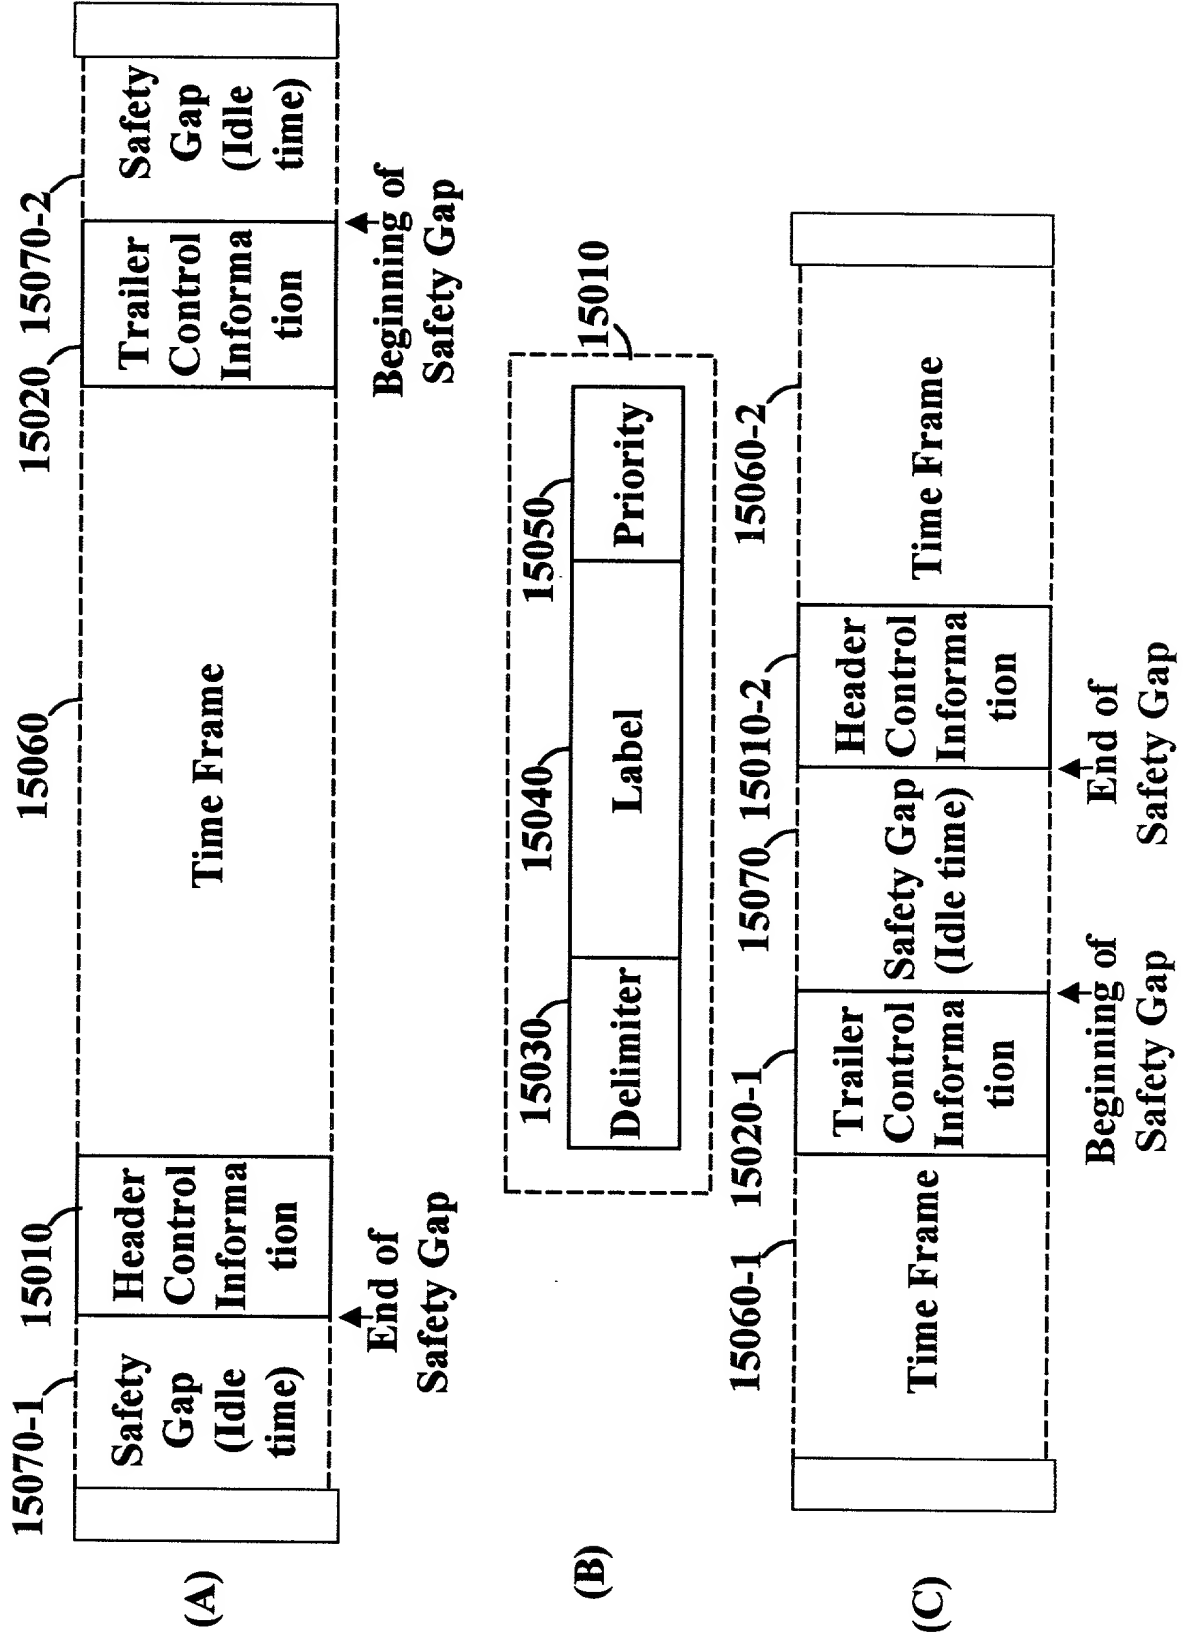 (A)
15070-1
15010
15060
15020
15070-2
Safety
Gap
(Idle
time)
Header
Control
Informa
tion
Time Frame
Trailer
Control
Informa
tion
Safety
Gap
(Idle
time)
End of
Safety Gap
Beginning of
Safety Gap
(B)
15030
15040
15050
15010
Delimiter
Label
Priority
(C)
15060-1
15020-1
15070
15010-2
15060-2
Time Frame
Trailer
Control
Informa
tion
Safety Gap
(Idle time)
Header
Control
Informa
tion
Time Frame
Beginning of
Safety Gap
End of
Safety Gap